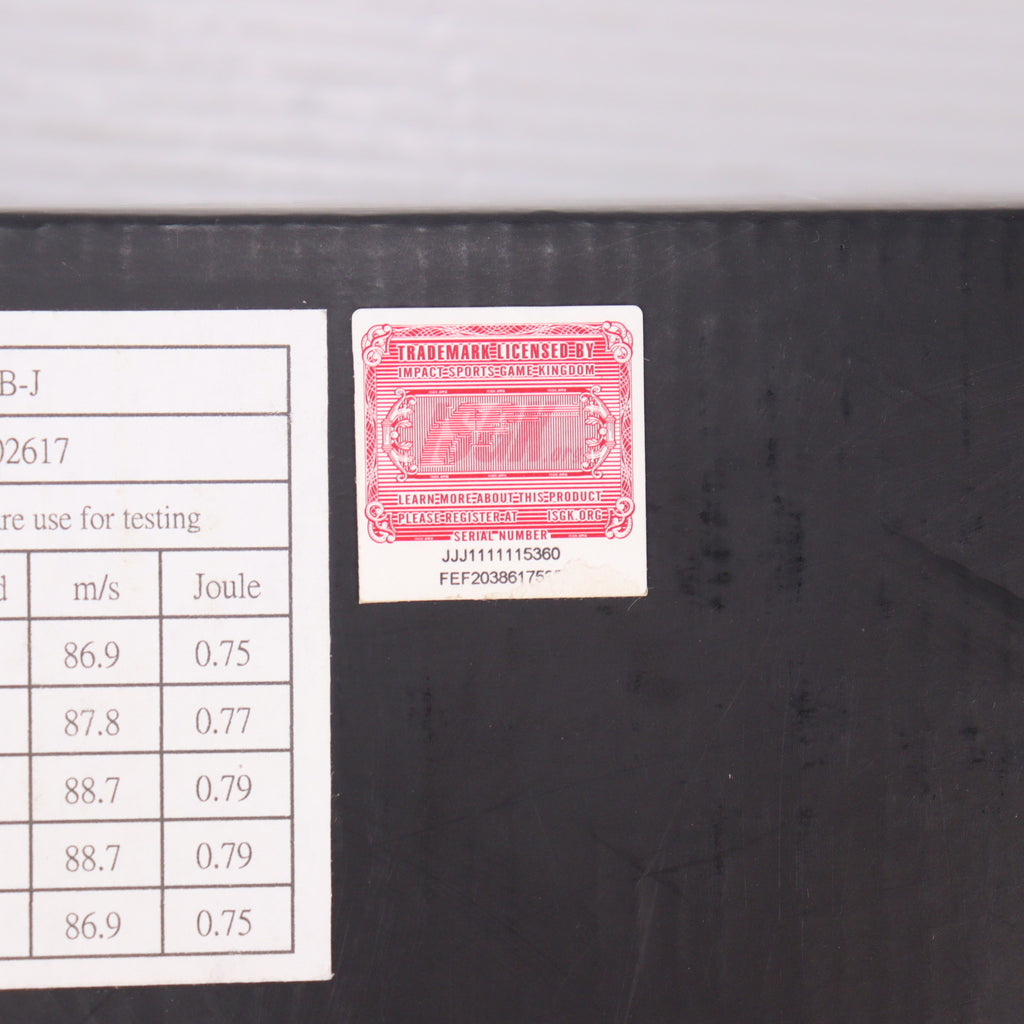 B-J
02617
re use for testing
d m/s Joule
86.9 0.75
87.8 0.77
88.7 0.79
88.7 0.79
86.9 0.75
TRADEMARK LICENSED BY
IMPACT SPORTS GAME KINGDOM
LEARN MORE ABOUT THIS PRODUCT
PLEASE REGISTER AT ISGK.ORG
SERIAL NUMBER
JJJ1111115360